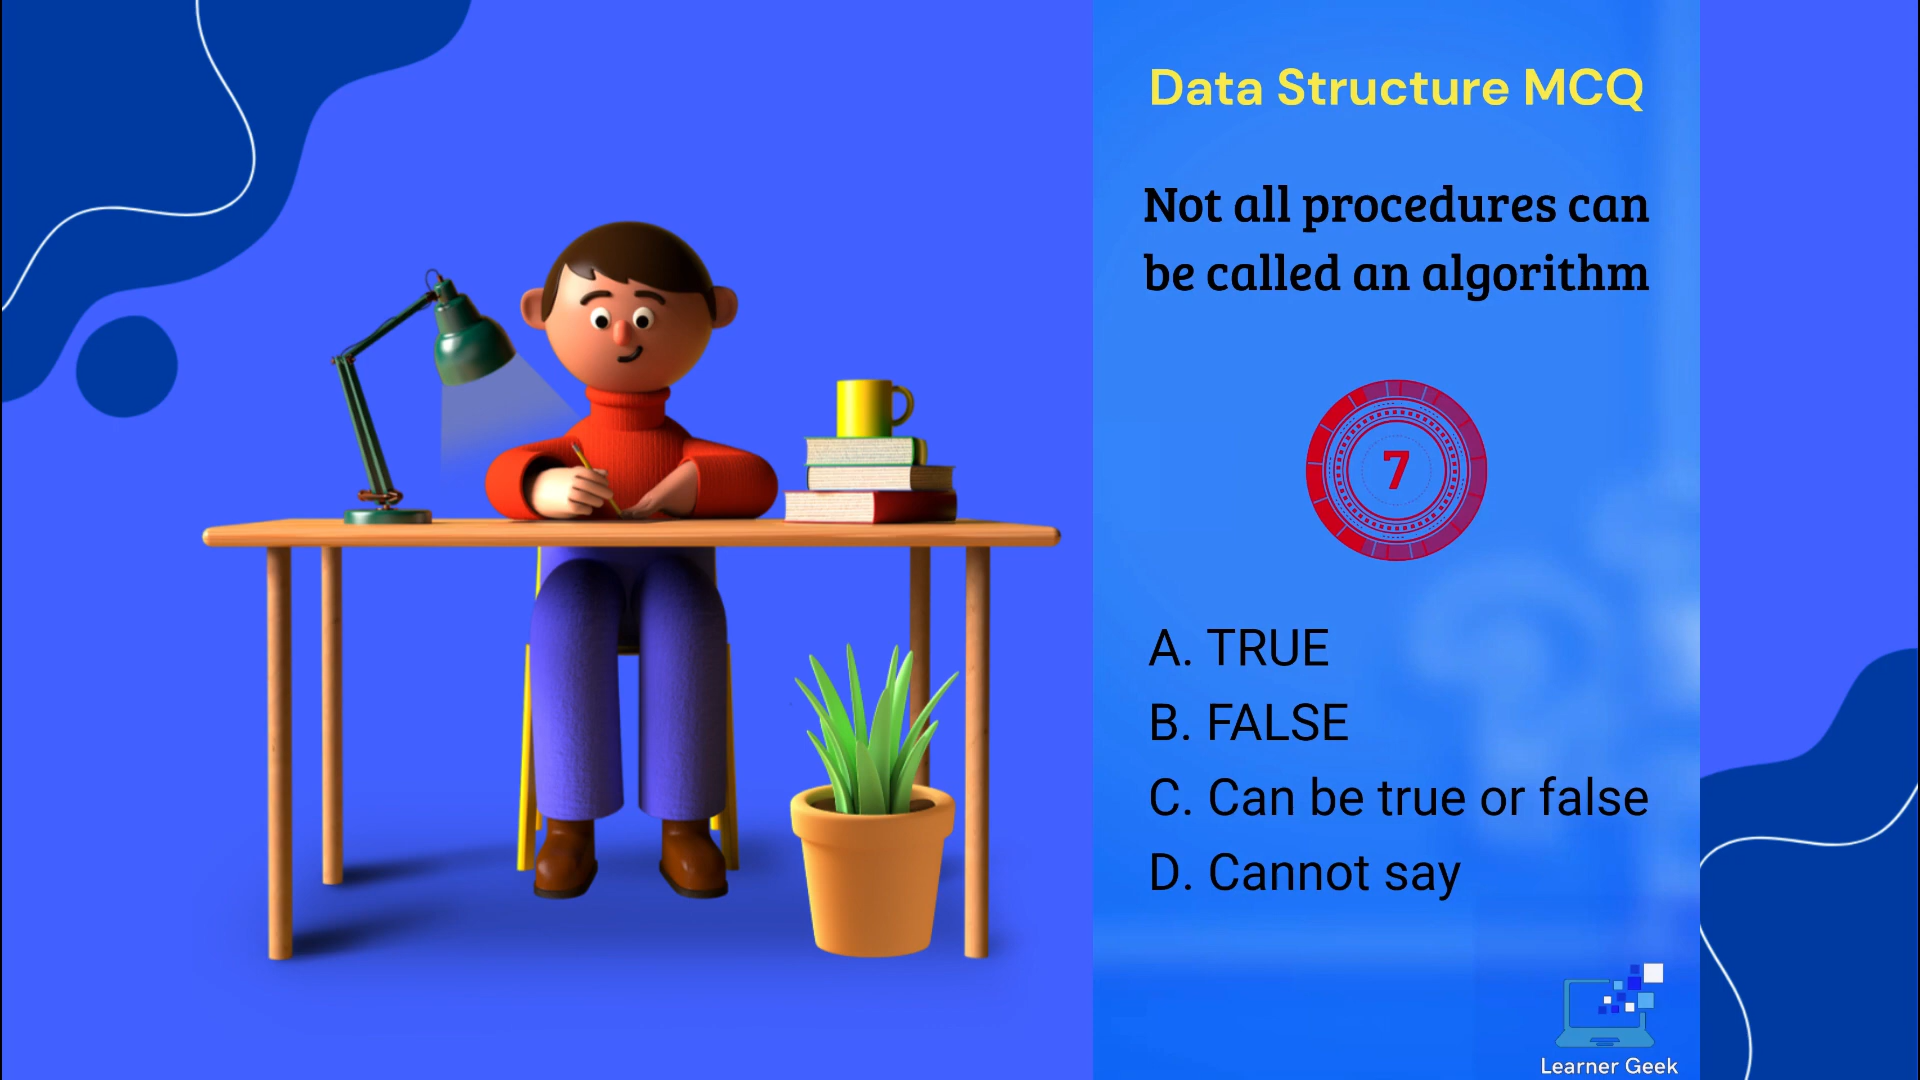 Data Structure MCQ
Not all procedures can
be called an algorithm
7
A. TRUE
B. FALSE
C. Can be true or false
D. Cannot say
Learner Geek